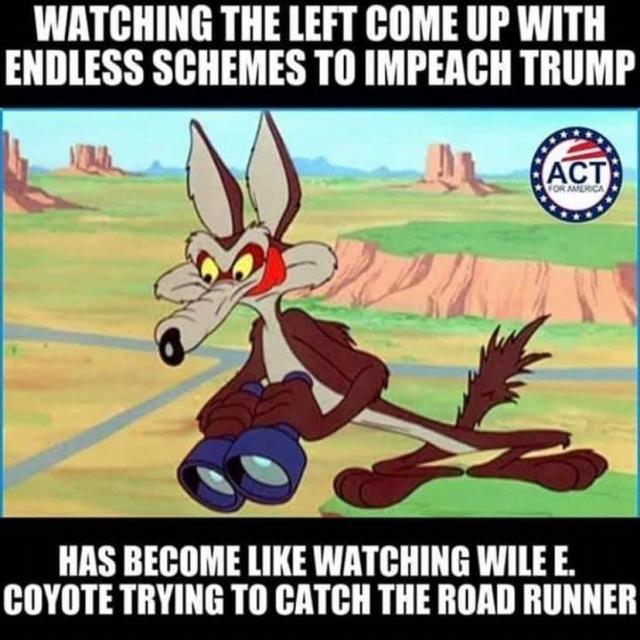 WATCHING THE LEFT COME UP WITH
ENDLESS SCHEMES TO IMPEACH TRUMP
ACT
FOR AMERICA
HAS BECOME LIKE WATCHING WILE E.
COYOTE TRYING TO CATCH THE ROAD RUNNER